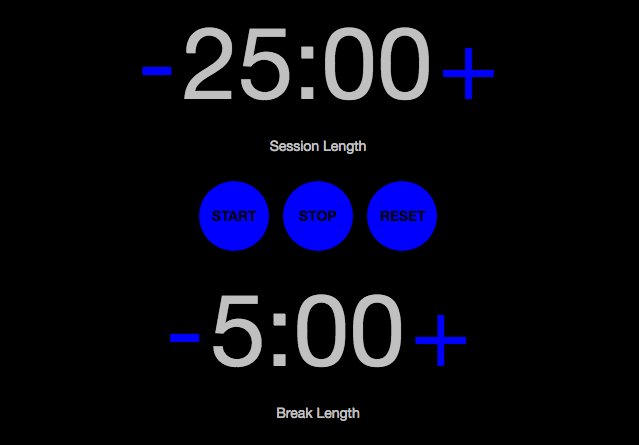 -25:00+
Session Length
START STOP RESET
-5:00+
Break Length